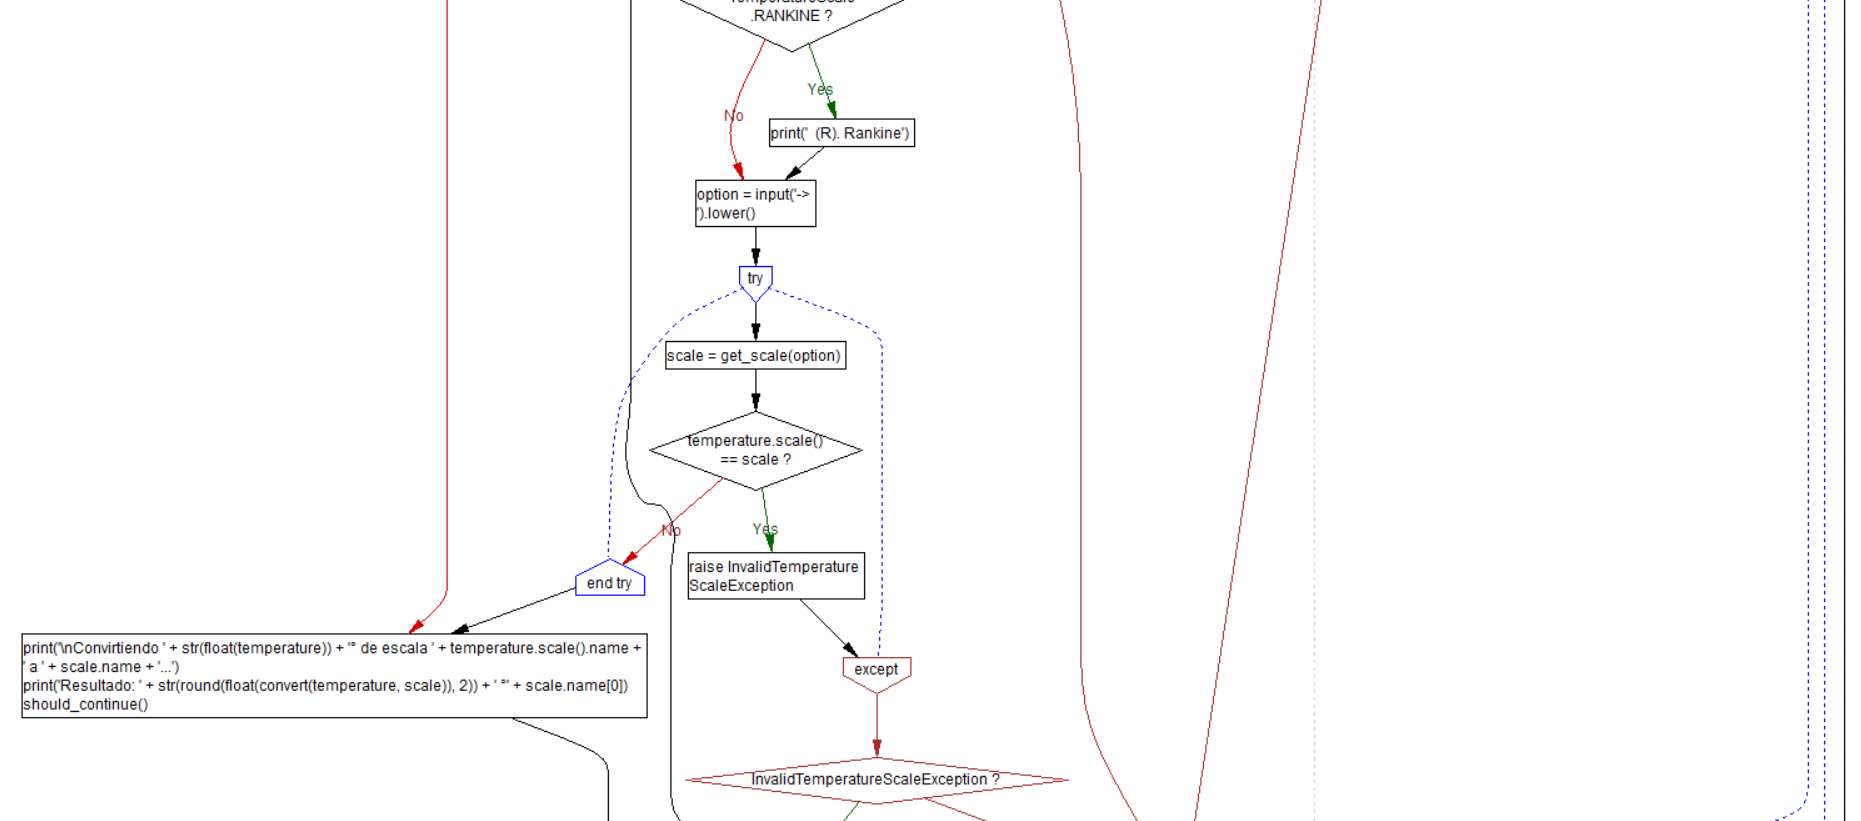 TemperatureScale
.RANKINE ?
Yes
No
print('  (R). Rankine')
option = input('->
').lower()
try
scale = get_scale(option)
temperature.scale()
== scale ?
No
Yes
raise InvalidTemperature
ScaleException
end try
print('\nConvirtiendo ' + str(float(temperature)) + '° de escala ' + temperature.scale().name +
' a ' + scale.name + '...')
print('Resultado: ' + str(round(float(convert(temperature, scale)), 2)) + ' °' + scale.name[0])
should_continue()
except
InvalidTemperatureScaleException ?